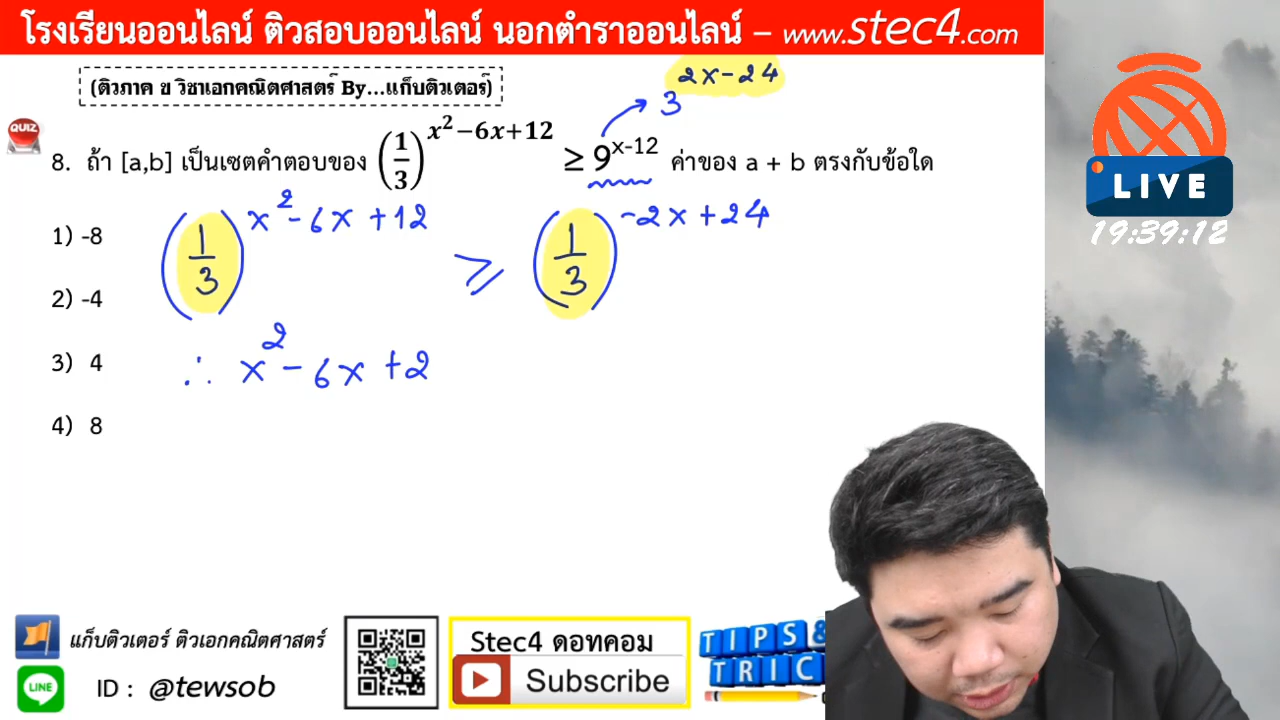 โรงเรียนออนไลน์ ติวสอบออนไลน์ นอกตำราออนไลน์ – www.stec4.com
(ติวภาค ข วิชาเอกคณิตศาสตร์ By...แก็บติวเตอร์)
3^{2x-24}
QUIZ
8. ถ้า [a,b] เป็นเซตคำตอบของ (1/3)^{x²−6x+12} ≥ 9^{x-12} ค่าของ a + b ตรงกับข้อใด
(1/3)^{x²-6x+12} ≥ (1/3)^{-2x+24}
1) -8
2) -4
∴ x²-6x+2
3) 4
4) 8
LIVE
19:39:12
แก็บติวเตอร์ ติวเอกคณิตศาสตร์
LINE
ID : @tewsob
Stec4 ดอทคอม
Subscribe
TIPS &
TRIC